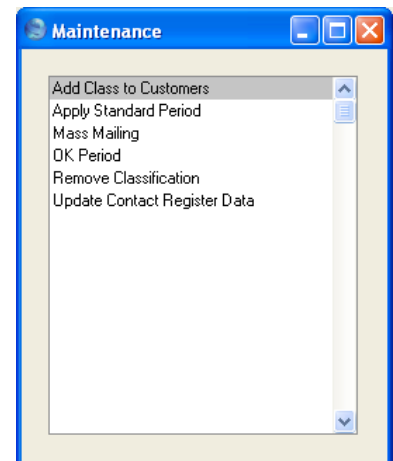 Maintenance
Add Class to Customers
Apply Standard Period
Mass Mailing
OK Period
Remove Classification
Update Contact Register Data